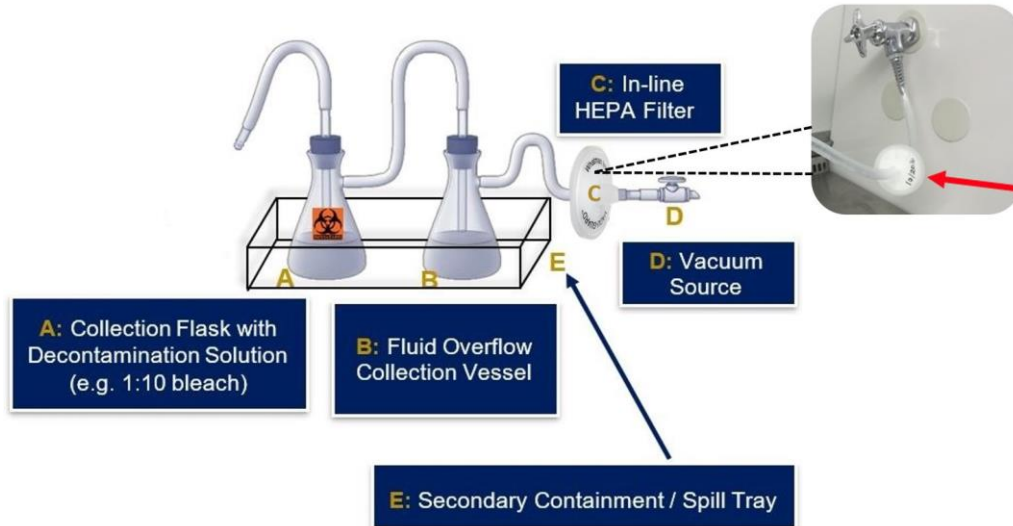 C: In-line
HEPA Filter
C
D
E
A
B
D: Vacuum
Source
A: Collection Flask with
Decontamination Solution
(e.g. 1:10 bleach)
B: Fluid Overflow
Collection Vessel
E: Secondary Containment / Spill Tray